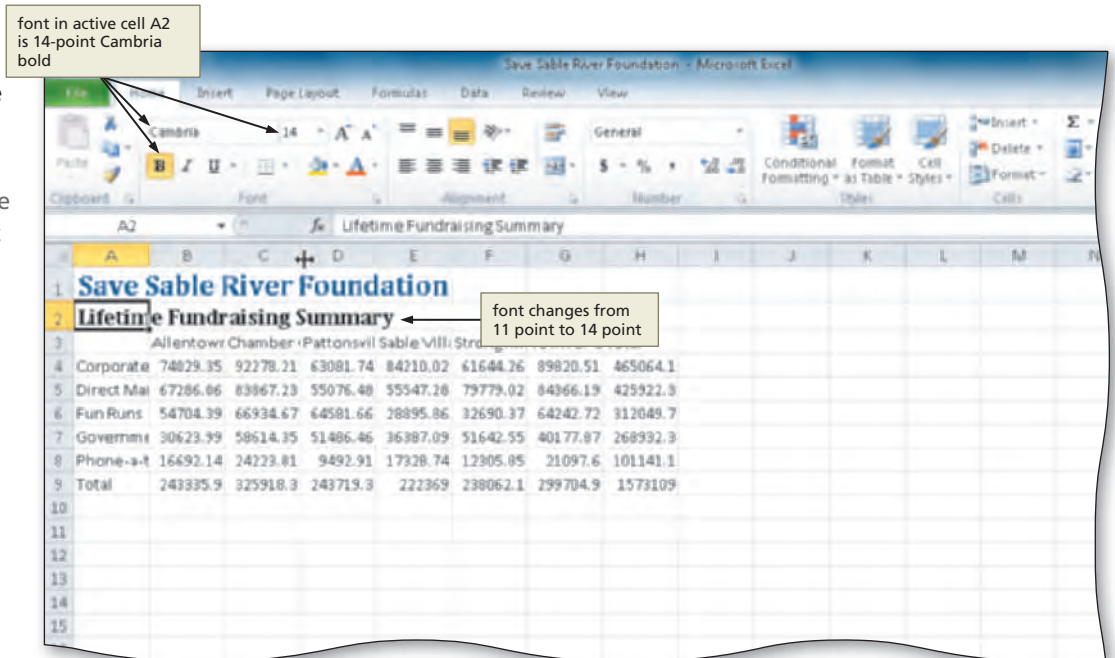 font in active cell A2
is 14-point Cambria
bold
Save Sable River Foundation - Microsoft Excel
File Home Insert Page Layout Formulas Data Review View
Cambria 14 A A General Insert Σ
Paste B I U A $ % , Conditional Format Cell Delete
Formatting as Table Styles Format
Clipboard Font Alignment Number Styles Cells
A2 fx Lifetime Fundraising Summary
A B C D E F G H I J K L M N
1 Save Sable River Foundation
2 Lifetime Fundraising Summary
font changes from
11 point to 14 point
3 Allentown Chamber Pattonsvil Sable Villa
4 Corporate 74029.35 92278.21 63081.74 84210.02 61644.26 89820.51 465064.1
5 Direct Mai 67286.06 83867.23 55076.48 55547.28 79779.02 84366.19 425922.3
6 Fun Runs 54704.39 66934.67 64581.66 28895.86 32690.37 64242.72 312049.7
7 Governme 30623.99 58614.35 51486.46 36387.09 51642.55 40177.87 268932.3
8 Phone-a-t 16692.14 24223.81 9492.91 17328.74 12305.85 21097.6 101141.1
9 Total 243335.9 325918.3 243719.3 222369 238062.1 299704.9 1573109
10
11
12
13
14
15